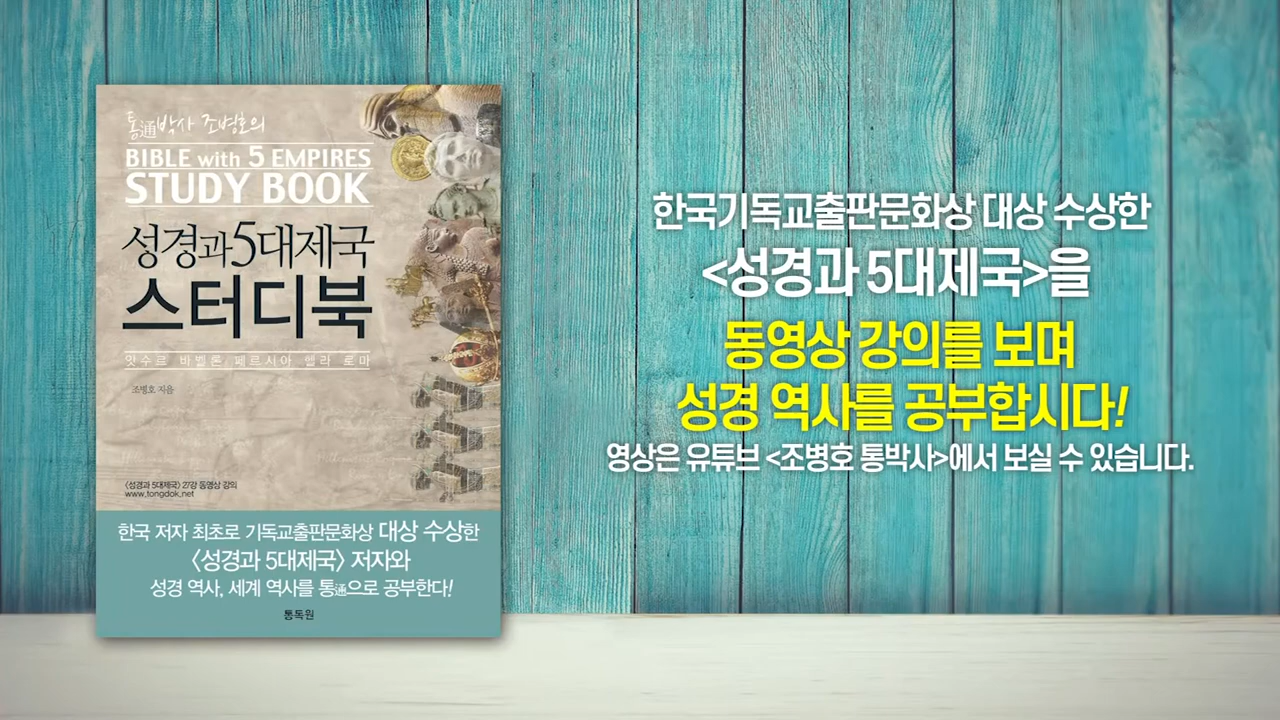 통通박사 조병호의
BIBLE with 5 EMPIRES
STUDY BOOK
성경과5대제국
스터디북
앗수르 바벨론 페르시아 헬라 로마
조병호 지음
〈성경과 5대제국〉 27강 동영상 강의
www.tongdok.net
한국 저자 최초로 기독교출판문화상 대상 수상한
〈성경과 5대제국〉 저자와
성경 역사, 세계 역사를 통通으로 공부한다!
통독원
한국기독교출판문화상 대상 수상한
<성경과 5대제국>을
동영상 강의를 보며
성경 역사를 공부합시다!
영상은 유튜브 <조병호 통박사>에서 보실 수 있습니다.